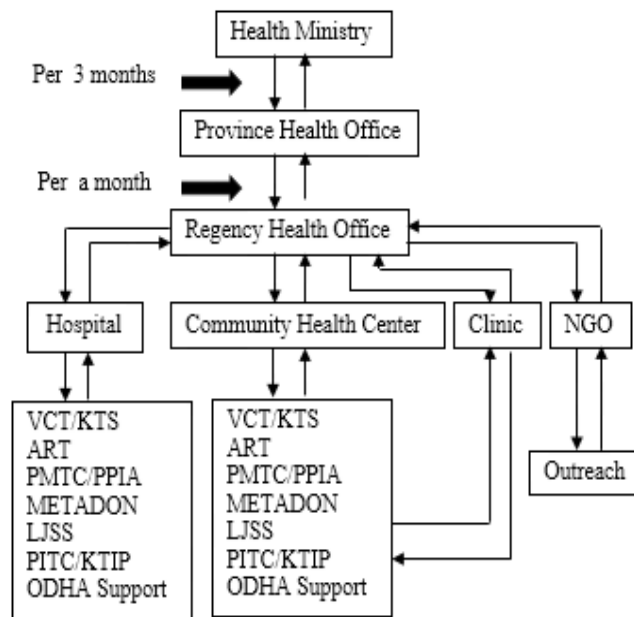 Health Ministry
Per 3 months
Province Health Office
Per a month
Regency Health Office
Hospital
Community Health Center
Clinic
NGO
VCT/KTS
ART
PMTC/PPIA
METADON
LJSS
PITC/KTIP
ODHA Support
VCT/KTS
ART
PMTC/PPIA
METADON
LJSS
PITC/KTIP
ODHA Support
Outreach